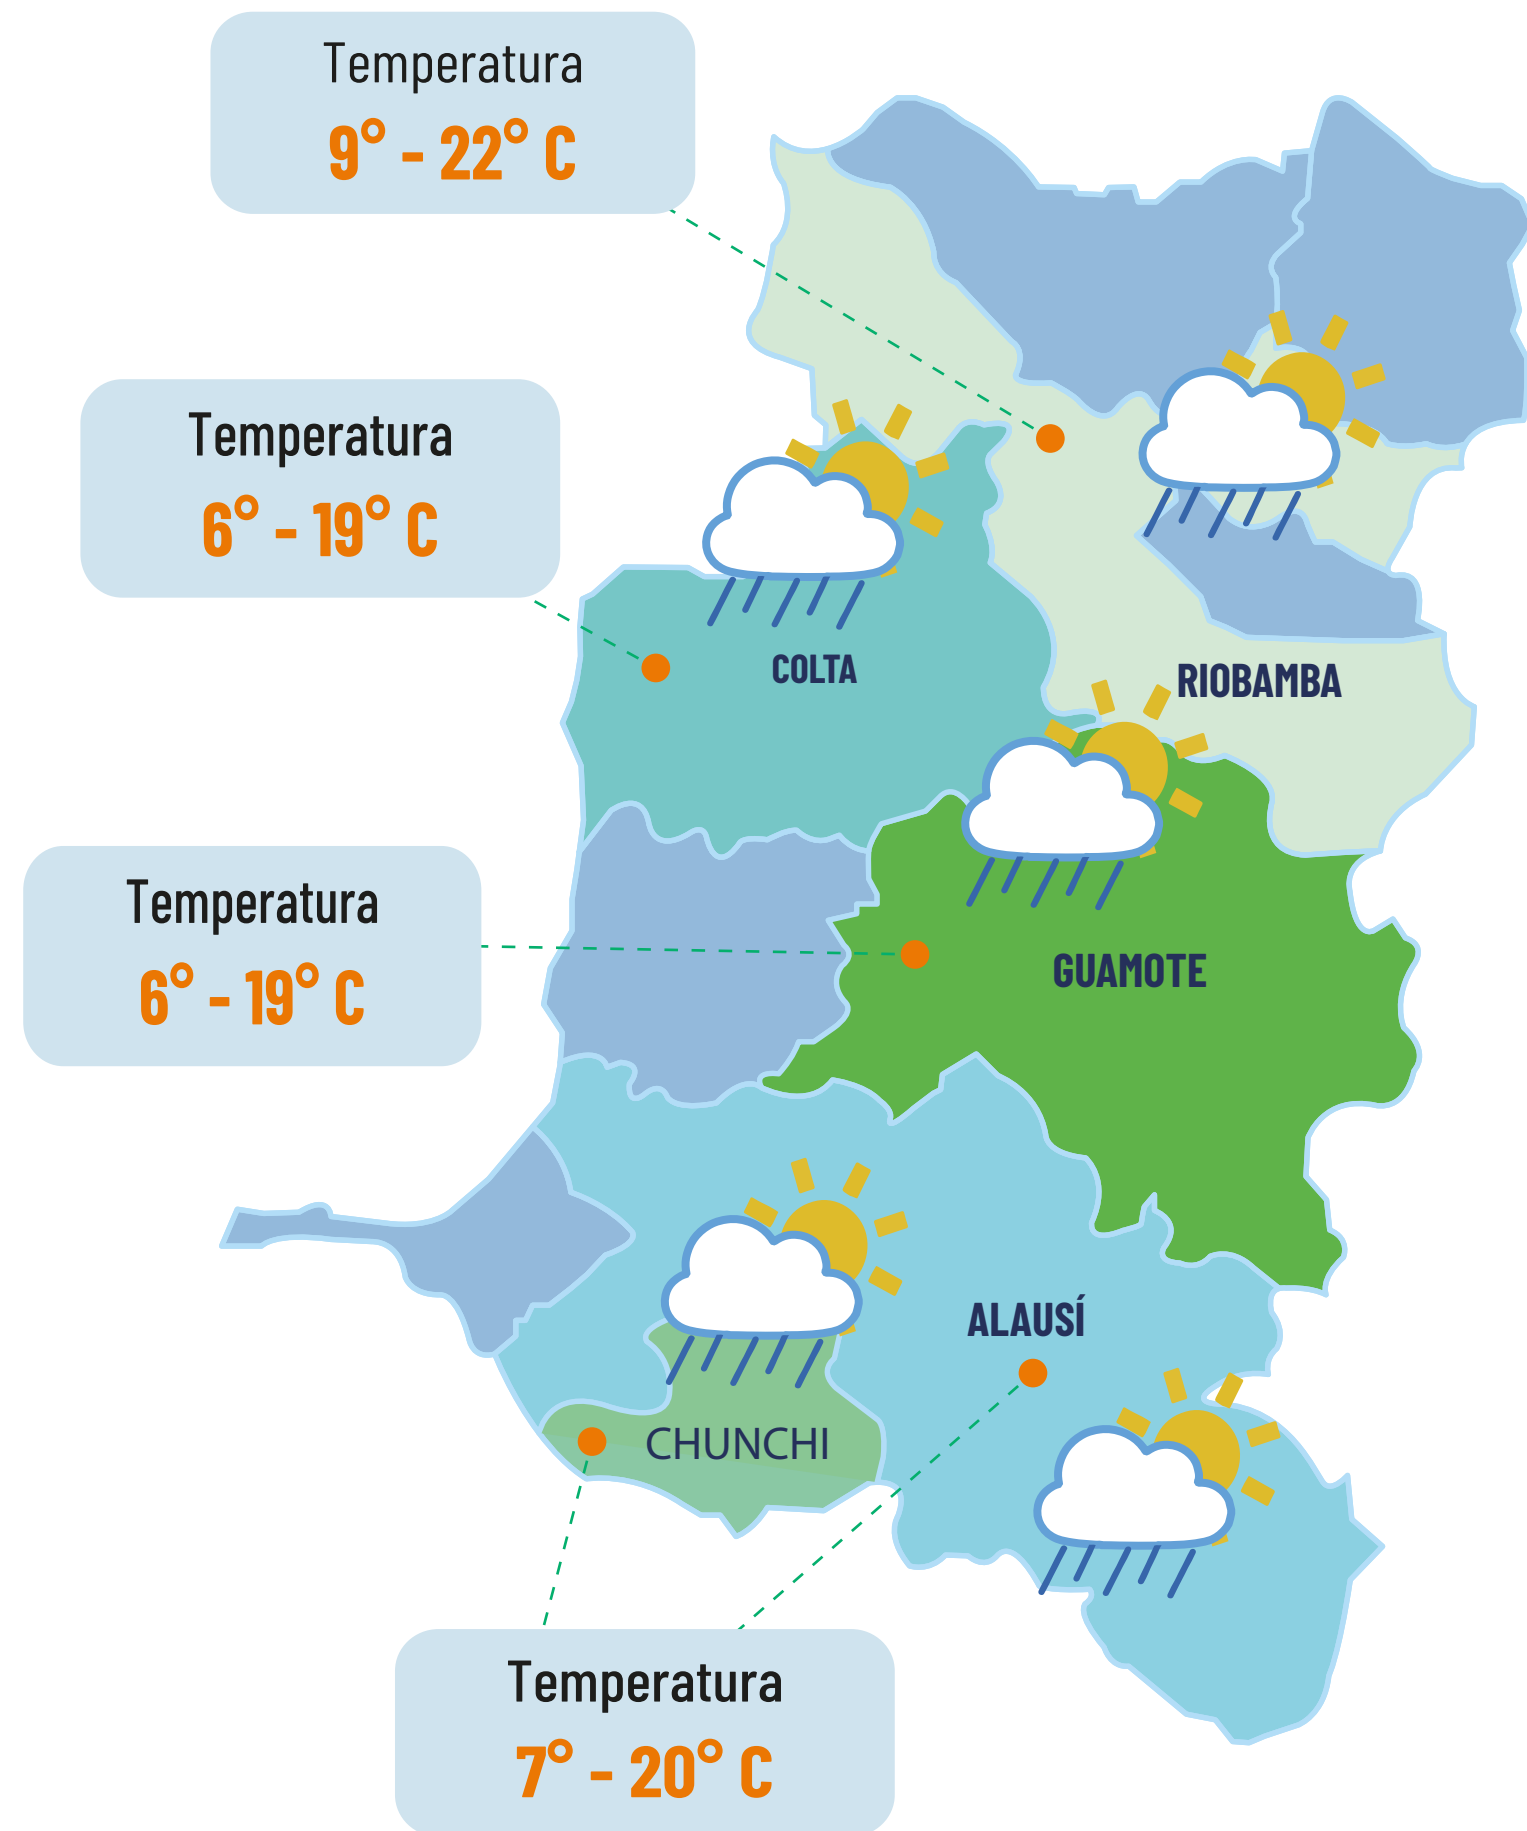 Temperatura
9° - 22° C
Temperatura
6° - 19° C
COLTA
RIOBAMBA
Temperatura
6° - 19° C
GUAMOTE
ALAUSÍ
CHUNCHI
Temperatura
7° - 20° C